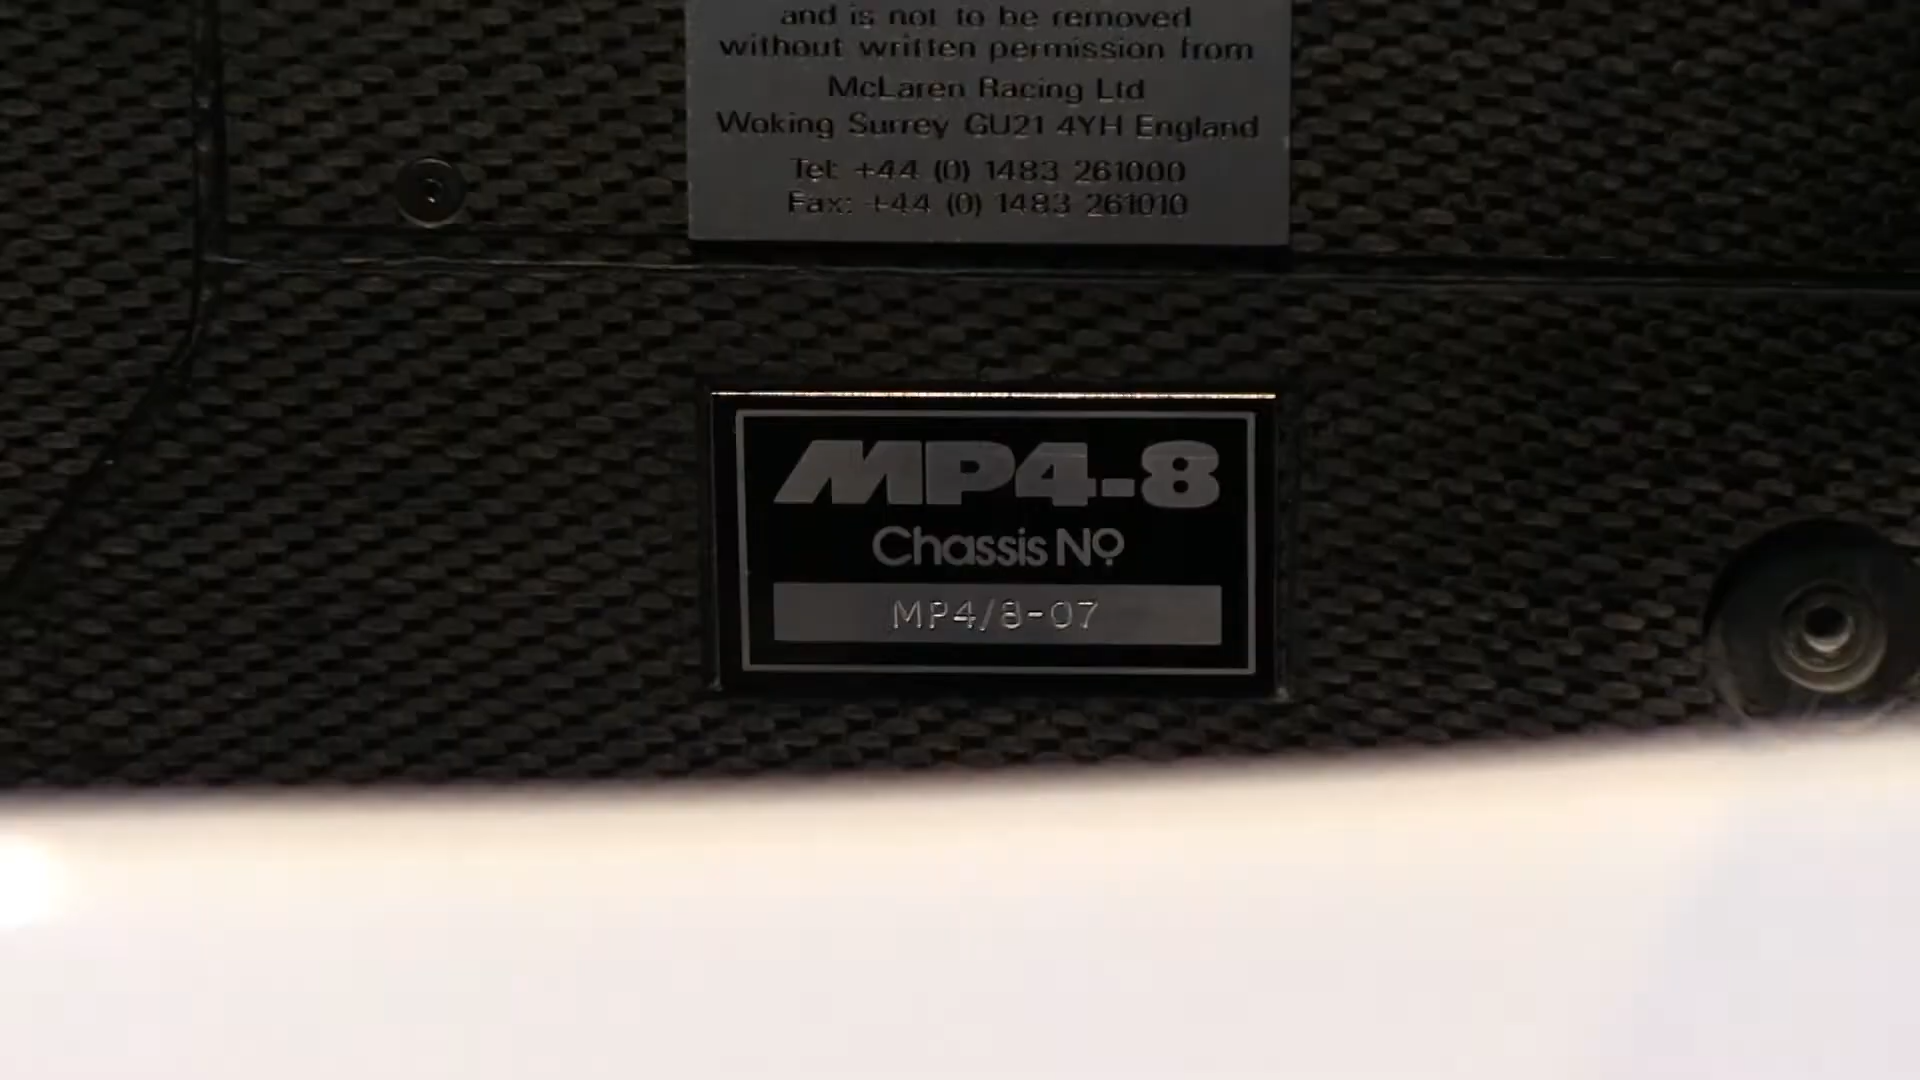 and is not to be removed
without written permission from
McLaren Racing Ltd
Woking Surrey GU21 4YH England
Tel: +44 (0) 1483 261000
Fax: +44 (0) 1483 261010
MP4-8
Chassis Nº
MP4/8-07